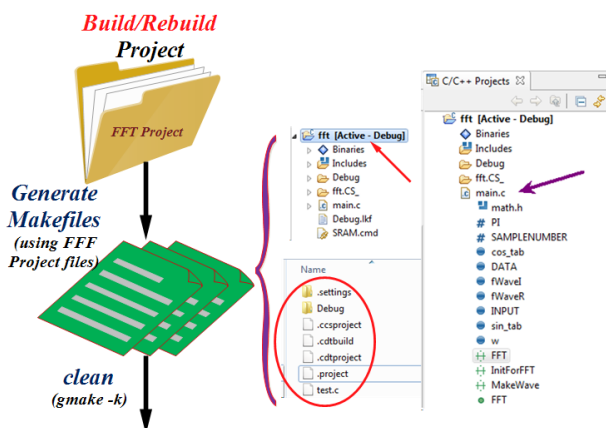 Build/Rebuild
Project
FFT Project
Generate
Makefiles
(using FFF
Project files)
clean
(gmake -k)
fft [Active - Debug]
Binaries
Includes
Debug
fft.CS_
main.c
Debug.lkf
SRAM.cmd
Name
.settings
Debug
.ccsproject
.cdtbuild
.cdtproject
.project
test.c
C/C++ Projects
fft [Active - Debug]
Binaries
Includes
Debug
fft.CS_
main.c
math.h
# PI
# SAMPLENUMBER
cos_tab
DATA
fWaveI
fWaveR
INPUT
sin_tab
w
FFT
InitForFFT
MakeWave
FFT